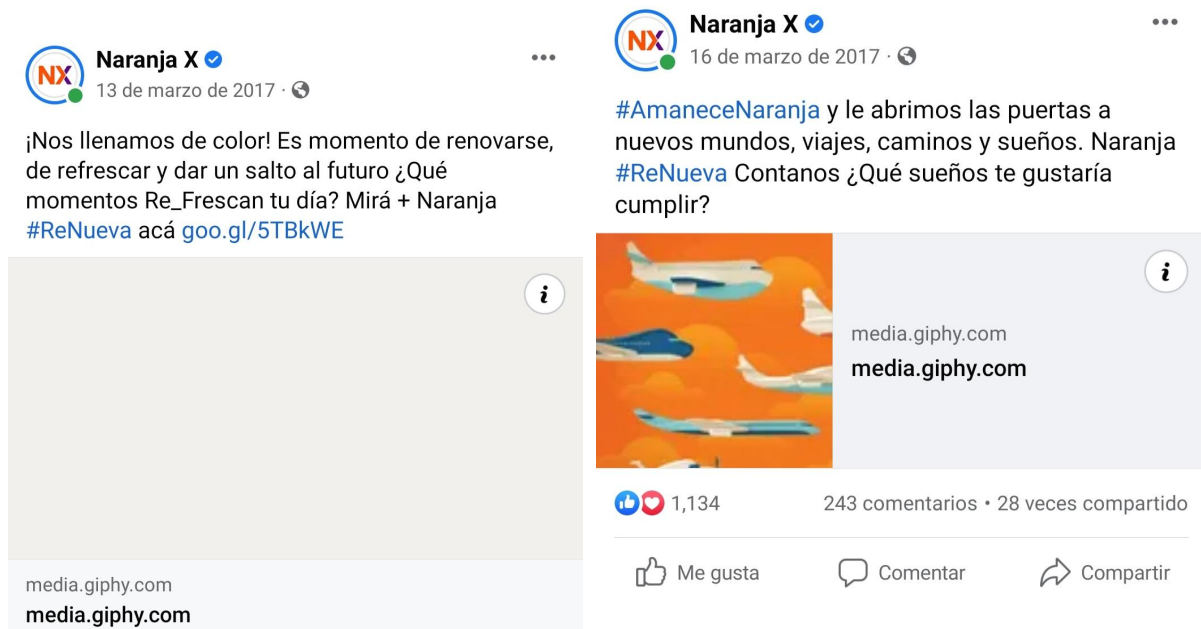 NX
Naranja X
13 de marzo de 2017 ·
¡Nos llenamos de color! Es momento de renovarse,
de refrescar y dar un salto al futuro ¿Qué
momentos Re_Frescan tu día? Mirá + Naranja
#ReNueva acá goo.gl/5TBkWE
i
media.giphy.com
media.giphy.com
NX
Naranja X
16 de marzo de 2017 ·
#AmaneceNaranja y le abrimos las puertas a
nuevos mundos, viajes, caminos y sueños. Naranja
#ReNueva Contanos ¿Qué sueños te gustaría
cumplir?
i
media.giphy.com
media.giphy.com
1,134
243 comentarios • 28 veces compartido
Me gusta
Comentar
Compartir